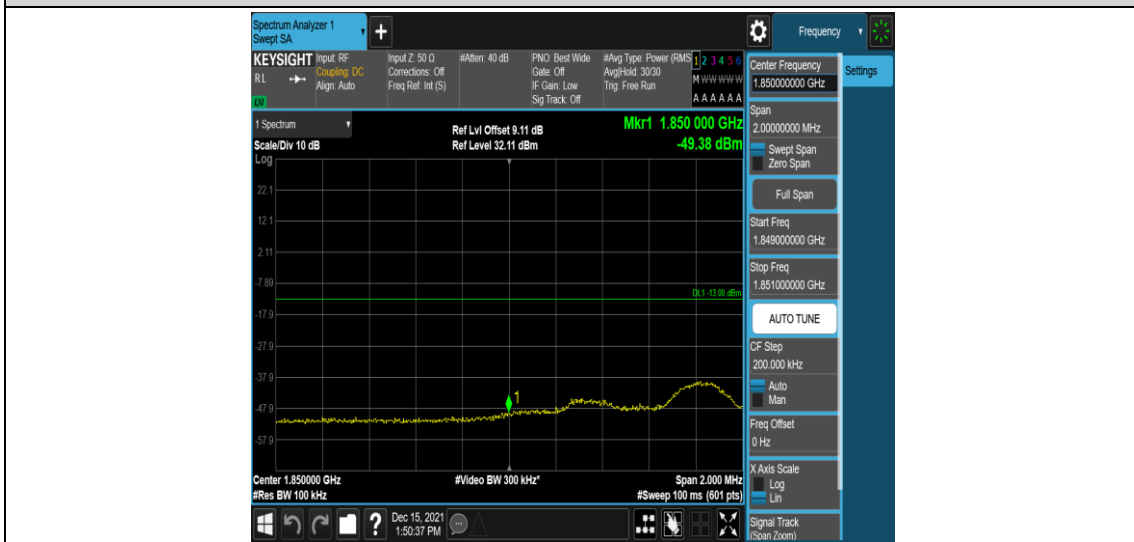 Spectrum Analyzer 1
Swept SA
+
Frequency
KEYSIGHT
RL
LXI
Input: RF
Coupling: DC
Align: Auto
Input Z: 50 Ω
Corrections: Off
Freq Ref: Int (S)
#Atten: 40 dB
PNO: Best Wide
Gate: Off
IF Gain: Low
Sig Track: Off
#Avg Type: Power (RMS
Avg|Hold: 30/30
Trig: Free Run
1 2 3 4 5 6
M W W W W W
A A A A A A
1 Spectrum
Scale/Div 10 dB
Log
Ref Lvl Offset 9.11 dB
Ref Level 32.11 dBm
Mkr1 1.850 000 GHz
-49.38 dBm
22.1
12.1
2.11
-7.89
-17.9
-27.9
-37.9
-47.9
-57.9
DL1 -13.00 dBm
1
Center 1.850000 GHz
#Res BW 100 kHz
#Video BW 300 kHz*
Span 2.000 MHz
#Sweep 100 ms (601 pts)
Dec 15, 2021
1:50:37 PM
?
Center Frequency
1.850000000 GHz
Settings
Span
2.00000000 MHz
Swept Span
Zero Span
Full Span
Start Freq
1.849000000 GHz
Stop Freq
1.851000000 GHz
AUTO TUNE
CF Step
200.000 kHz
Auto
Man
Freq Offset
0 Hz
X Axis Scale
Log
Lin
Signal Track
(Span Zoom)